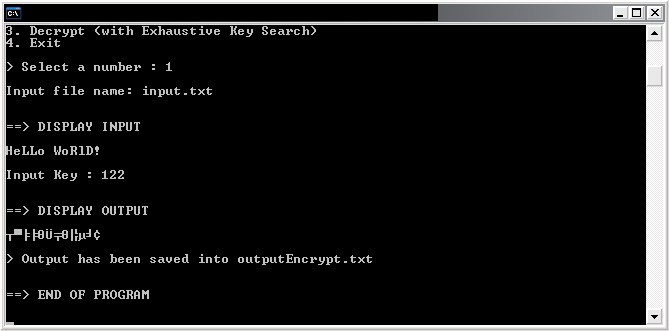 3. Decrypt (with Exhaustive Key Search)
4. Exit
> Select a number : 1
Input file name: input.txt
==> DISPLAY INPUT
HeLLo WoRlD!
Input Key : 122
==> DISPLAY OUTPUT
┬▀╞╞ΘÜ╤Θ╠µ╛¢
> Output has been saved into outputEncrypt.txt
==> END OF PROGRAM